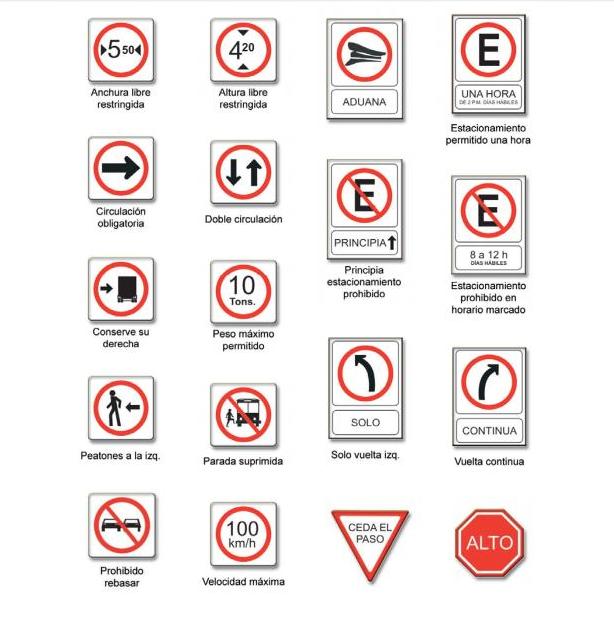 5 50
Anchura libre
restringida
4 20
Altura libre
restringida
ADUANA
E
UNA HORA
DE 2 P.M. DÍAS HÁBILES
Estacionamiento
permitido una hora
Circulación
obligatoria
Doble circulación
E
PRINCIPIA
Principia
estacionamiento
prohibido
E
8 a 12 h
DÍAS HÁBILES
Estacionamiento
prohibido en
horario marcado
Conserve su
derecha
10
Tons.
Peso máximo
permitido
SOLO
Solo vuelta izq.
CONTINUA
Vuelta continua
Peatones a la izq.
Parada suprimida
Prohibido
rebasar
100
km/h
Velocidad máxima
CEDA EL
PASO
ALTO